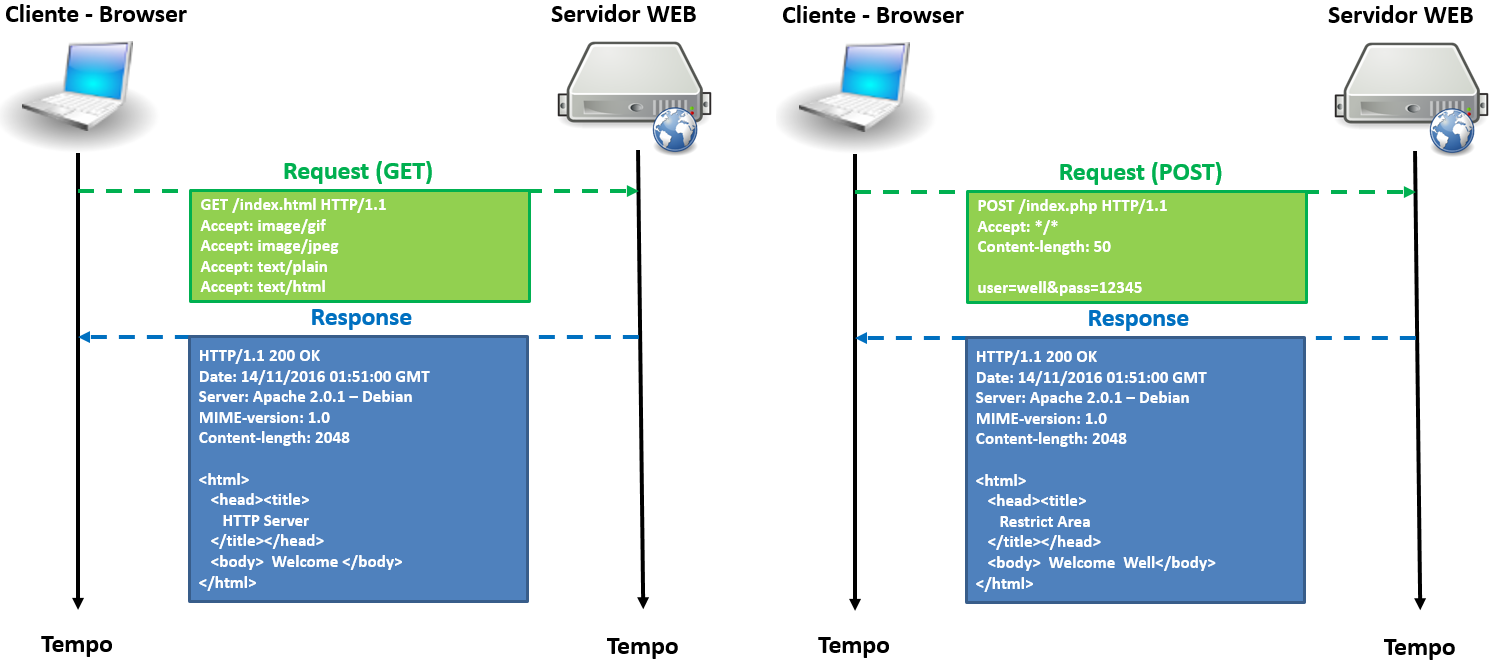 Cliente - Browser
Servidor WEB
Request (GET)
GET /index.html HTTP/1.1
Accept: image/gif
Accept: image/jpeg
Accept: text/plain
Accept: text/html
Response
HTTP/1.1 200 OK
Date: 14/11/2016 01:51:00 GMT
Server: Apache 2.0.1 – Debian
MIME-version: 1.0
Content-length: 2048
<html>
<head><title>
HTTP Server
</title></head>
<body>  Welcome </body>
</html>
Tempo
Tempo
Cliente - Browser
Servidor WEB
Request (POST)
POST /index.php HTTP/1.1
Accept: */*
Content-length: 50
user=well&pass=12345
Response
HTTP/1.1 200 OK
Date: 14/11/2016 01:51:00 GMT
Server: Apache 2.0.1 – Debian
MIME-version: 1.0
Content-length: 2048
<html>
<head><title>
Restrict Area
</title></head>
<body>  Welcome  Well</body>
</html>
Tempo
Tempo